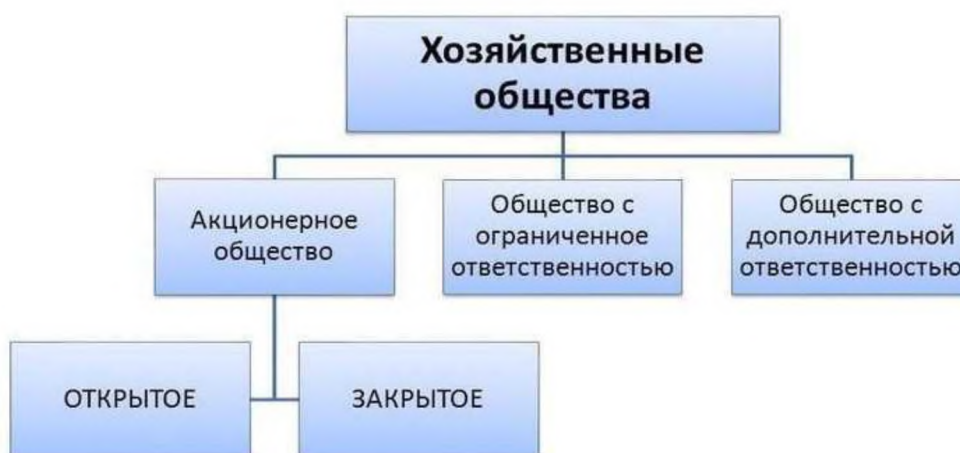 Хозяйственные
общества
Акционерное
общество
Общество с
ограниченное
ответственностью
Общество с
дополнительной
ответственностью
ОТКРЫТОЕ
ЗАКРЫТОЕ